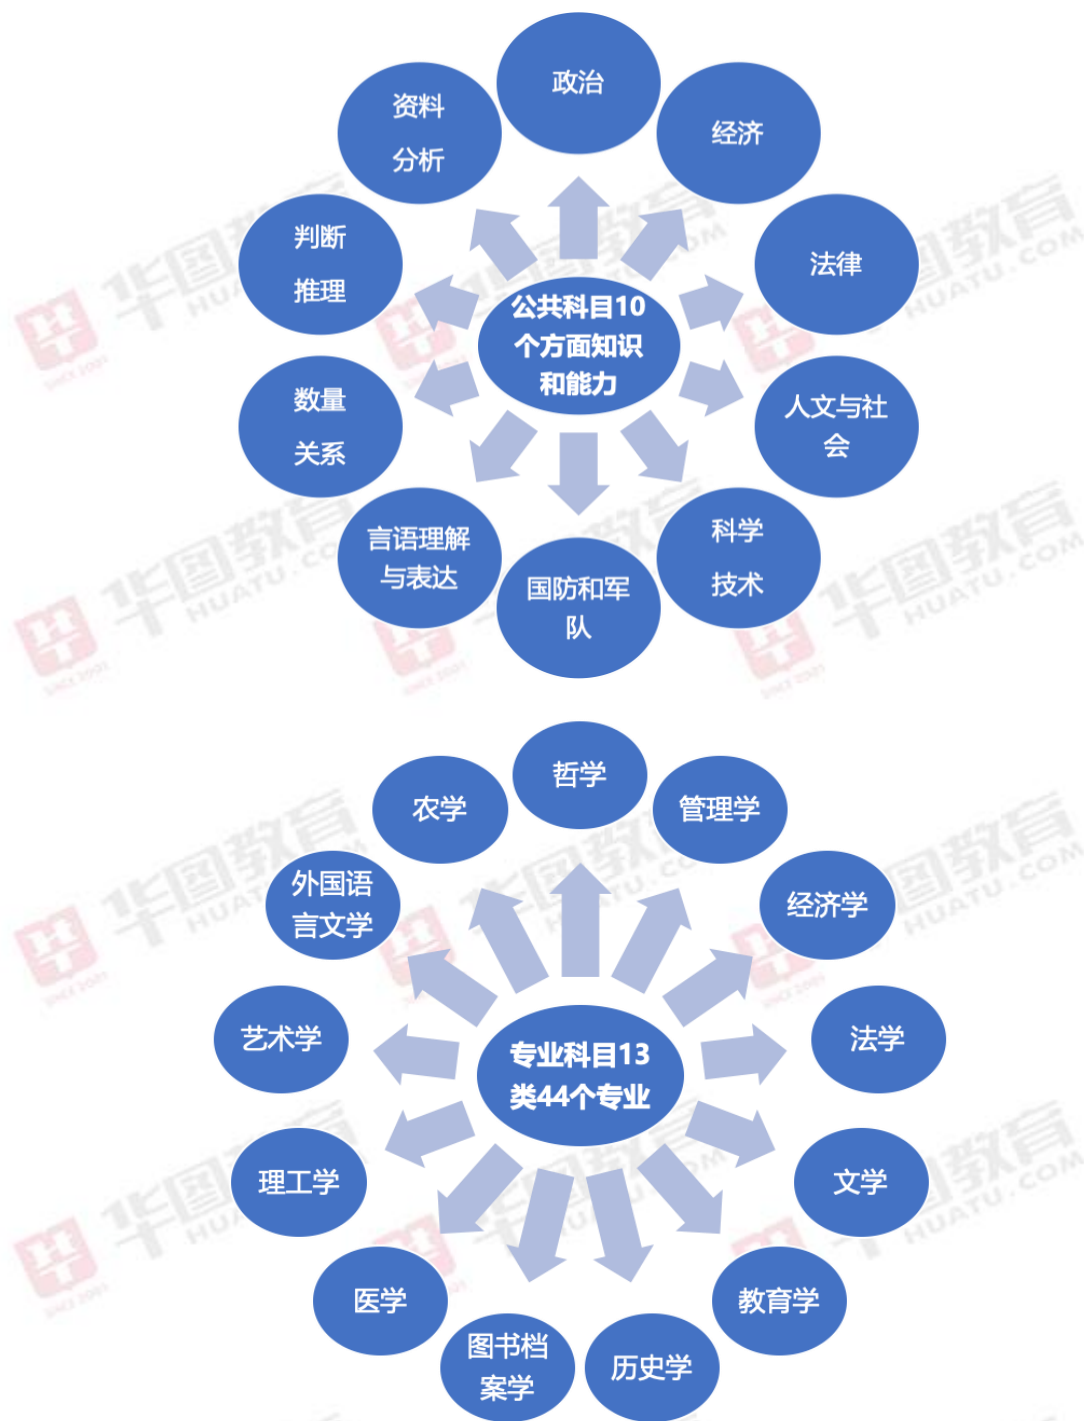 政治
经济
法律
人文与社
会
科学
技术
国防和军
队
言语理解
与表达
数量
关系
判断
推理
资料
分析
公共科目10
个方面知识
和能力
哲学
管理学
经济学
法学
文学
教育学
历史学
图书档
案学
医学
理工学
艺术学
外国语
言文学
农学
专业科目13
类44个专业
华图教育
HUATU.COM
SINCE 2001